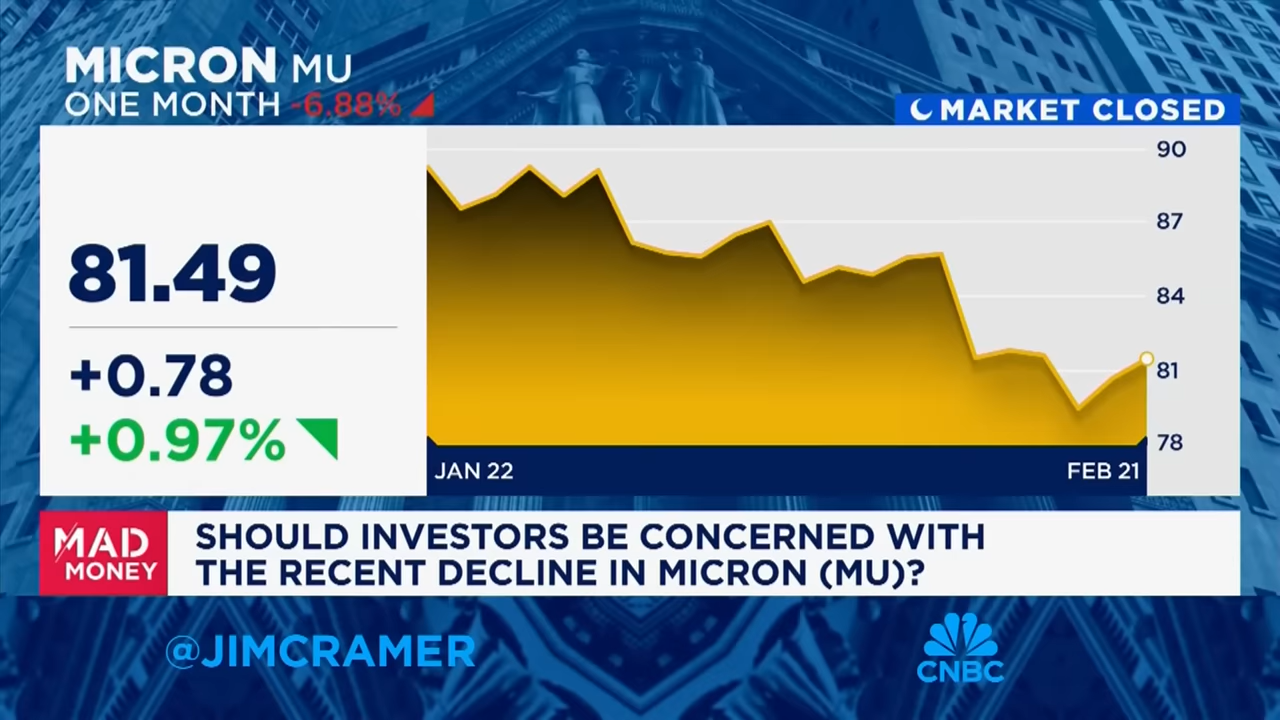 MICRON MU
ONE MONTH -6.88%
MARKET CLOSED
81.49
+0.78
+0.97%
90
87
84
81
78
JAN 22
FEB 21
MAD
MONEY
SHOULD INVESTORS BE CONCERNED WITH
THE RECENT DECLINE IN MICRON (MU)?
@JIMCRAMER
CNBC